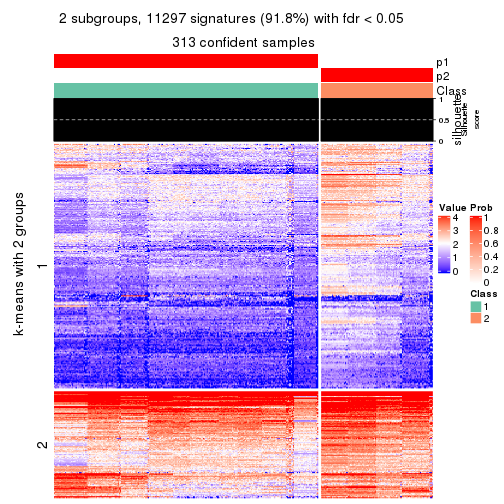 2 subgroups, 11297 signatures (91.8%) with fdr < 0.05
313 confident samples
p1
p2
Class
1
0.5
0
silhouette
Silhouette
score
k-means with 2 groups
1
2
Value
4
3
2
1
0
Prob
1
0.8
0.6
0.4
0.2
0
Class
1
2